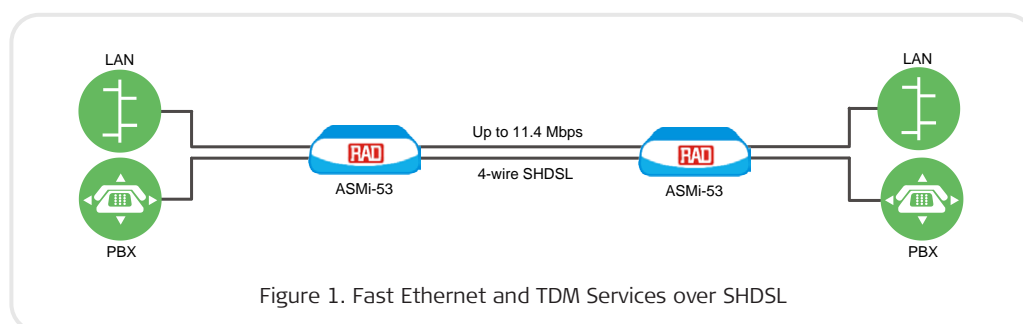 LAN
LAN
Up to 11.4 Mbps
RAD
RAD
4-wire SHDSL
ASMi-53
ASMi-53
PBX
PBX
Figure 1. Fast Ethernet and TDM Services over SHDSL